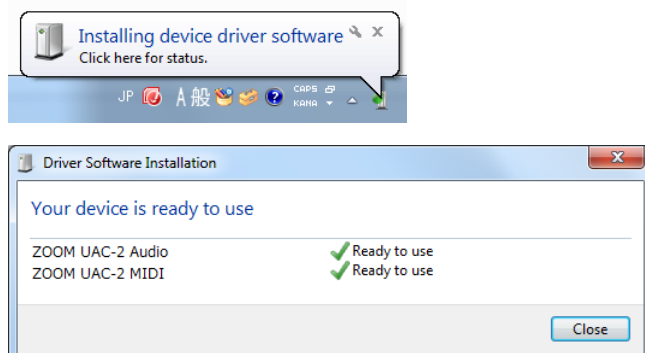 Installing device driver software
Click here for status.
JP A 般 ? CAPS
KANA
Driver Software Installation
Your device is ready to use
ZOOM UAC-2 Audio Ready to use
ZOOM UAC-2 MIDI Ready to use
Close